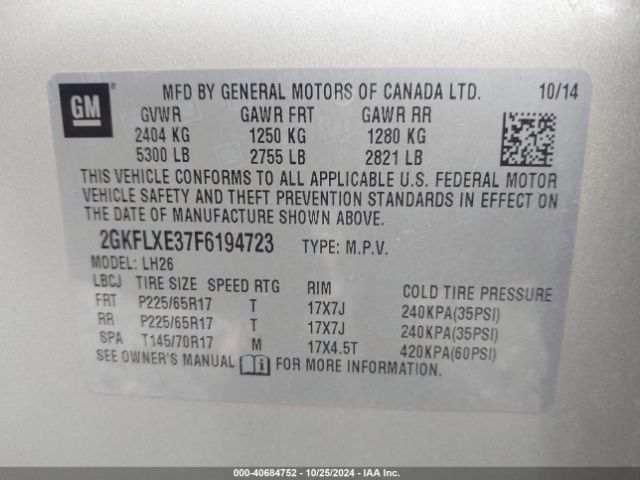 GM
MFD BY GENERAL MOTORS OF CANADA LTD. 10/14
GVWR GAWR FRT GAWR RR
2404 KG 1250 KG 1280 KG
5300 LB 2755 LB 2821 LB
THIS VEHICLE CONFORMS TO ALL APPLICABLE U.S. FEDERAL MOTOR
VEHICLE SAFETY AND THEFT PREVENTION STANDARDS IN EFFECT ON
THE DATE OF MANUFACTURE SHOWN ABOVE.
2GKFLXE37F6194723 TYPE: M.P.V.
MODEL: LH26
LBCJ TIRE SIZE SPEED RTG RIM COLD TIRE PRESSURE
FRT P225/65R17 T 17X7J 240KPA(35PSI)
RR P225/65R17 T 17X7J 240KPA(35PSI)
SPA T145/70R17 M 17X4.5T 420KPA(60PSI)
SEE OWNER'S MANUAL FOR MORE INFORMATION.
000-40684752 - 10/25/2024 - IAA Inc.